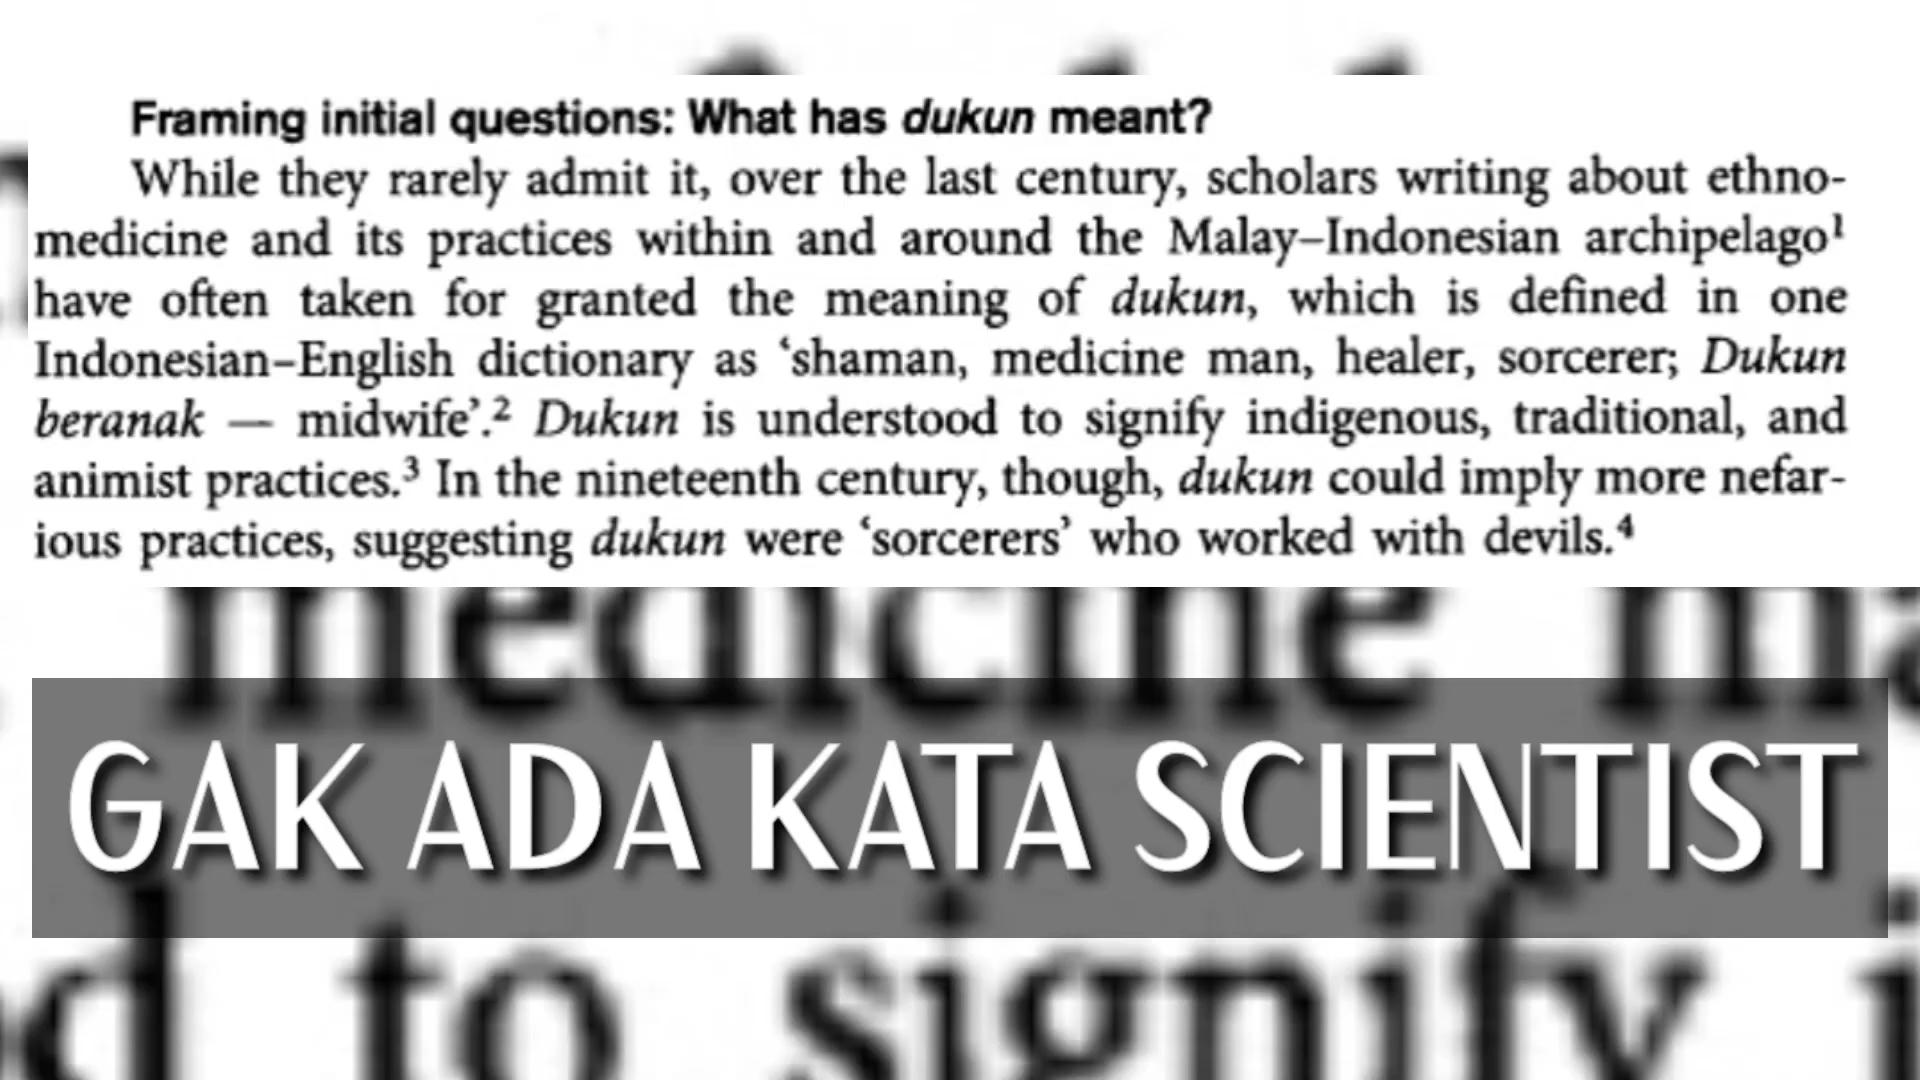 Framing initial questions: What has dukun meant?
While they rarely admit it, over the last century, scholars writing about ethno-
medicine and its practices within and around the Malay–Indonesian archipelago¹
have often taken for granted the meaning of dukun, which is defined in one
Indonesian–English dictionary as ‘shaman, medicine man, healer, sorcerer; Dukun
beranak — midwife’.² Dukun is understood to signify indigenous, traditional, and
animist practices.³ In the nineteenth century, though, dukun could imply more nefar-
ious practices, suggesting dukun were ‘sorcerers’ who worked with devils.⁴
medicine ma
GAK ADA KATA SCIENTIST
ed to signify i